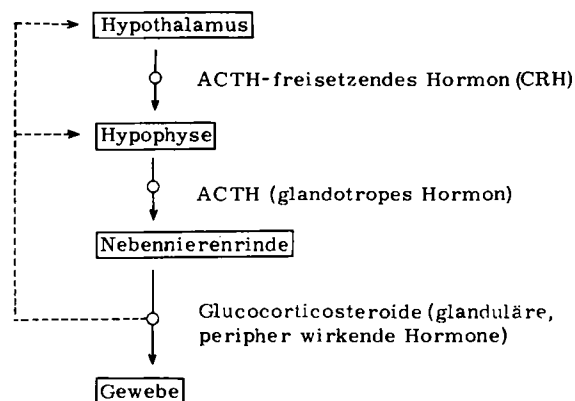 Hypothalamus
ACTH-freisetzendes Hormon (CRH)
Hypophyse
ACTH (glandotropes Hormon)
Nebennierenrinde
Glucocorticosteroide (glanduläre,
peripher wirkende Hormone)
Gewebe